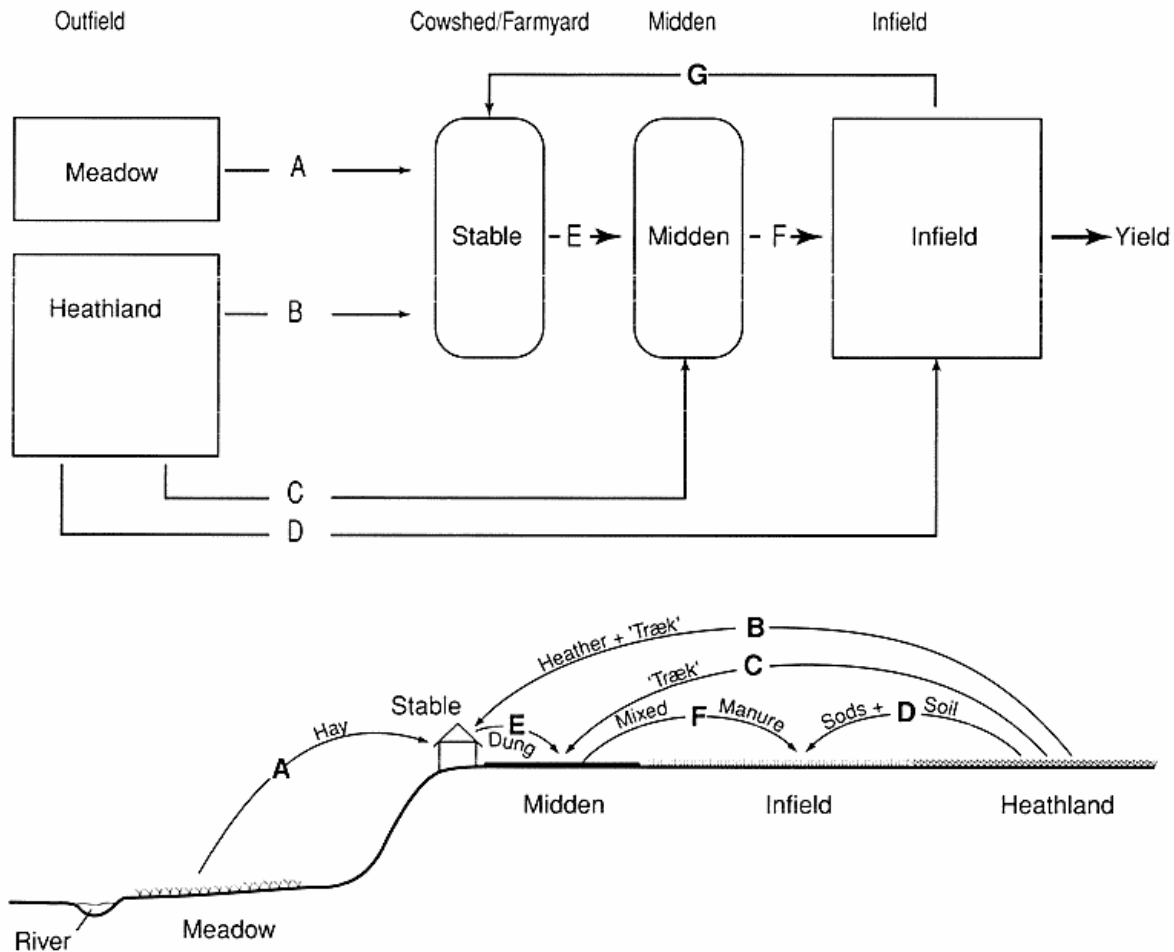 Outfield Cowshed/Farmyard Midden Infield
G
Meadow A
Stable E Midden F Infield Yield
Heathland B
C
D
B
Heather + 'Træk'
C
'Træk'
Stable
Hay E Dung Mixed F Manure Sods + D Soil
A
Midden Infield Heathland
Meadow
River